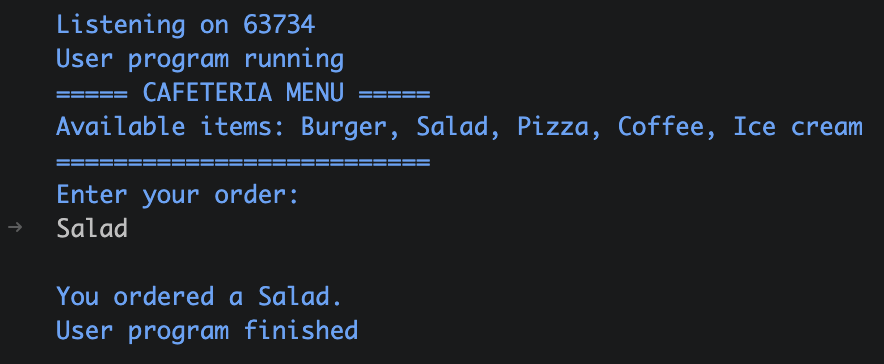 Listening on 63734
User program running
===== CAFETERIA MENU =====
Available items: Burger, Salad, Pizza, Coffee, Ice cream
==========================
Enter your order:
→ Salad
You ordered a Salad.
User program finished